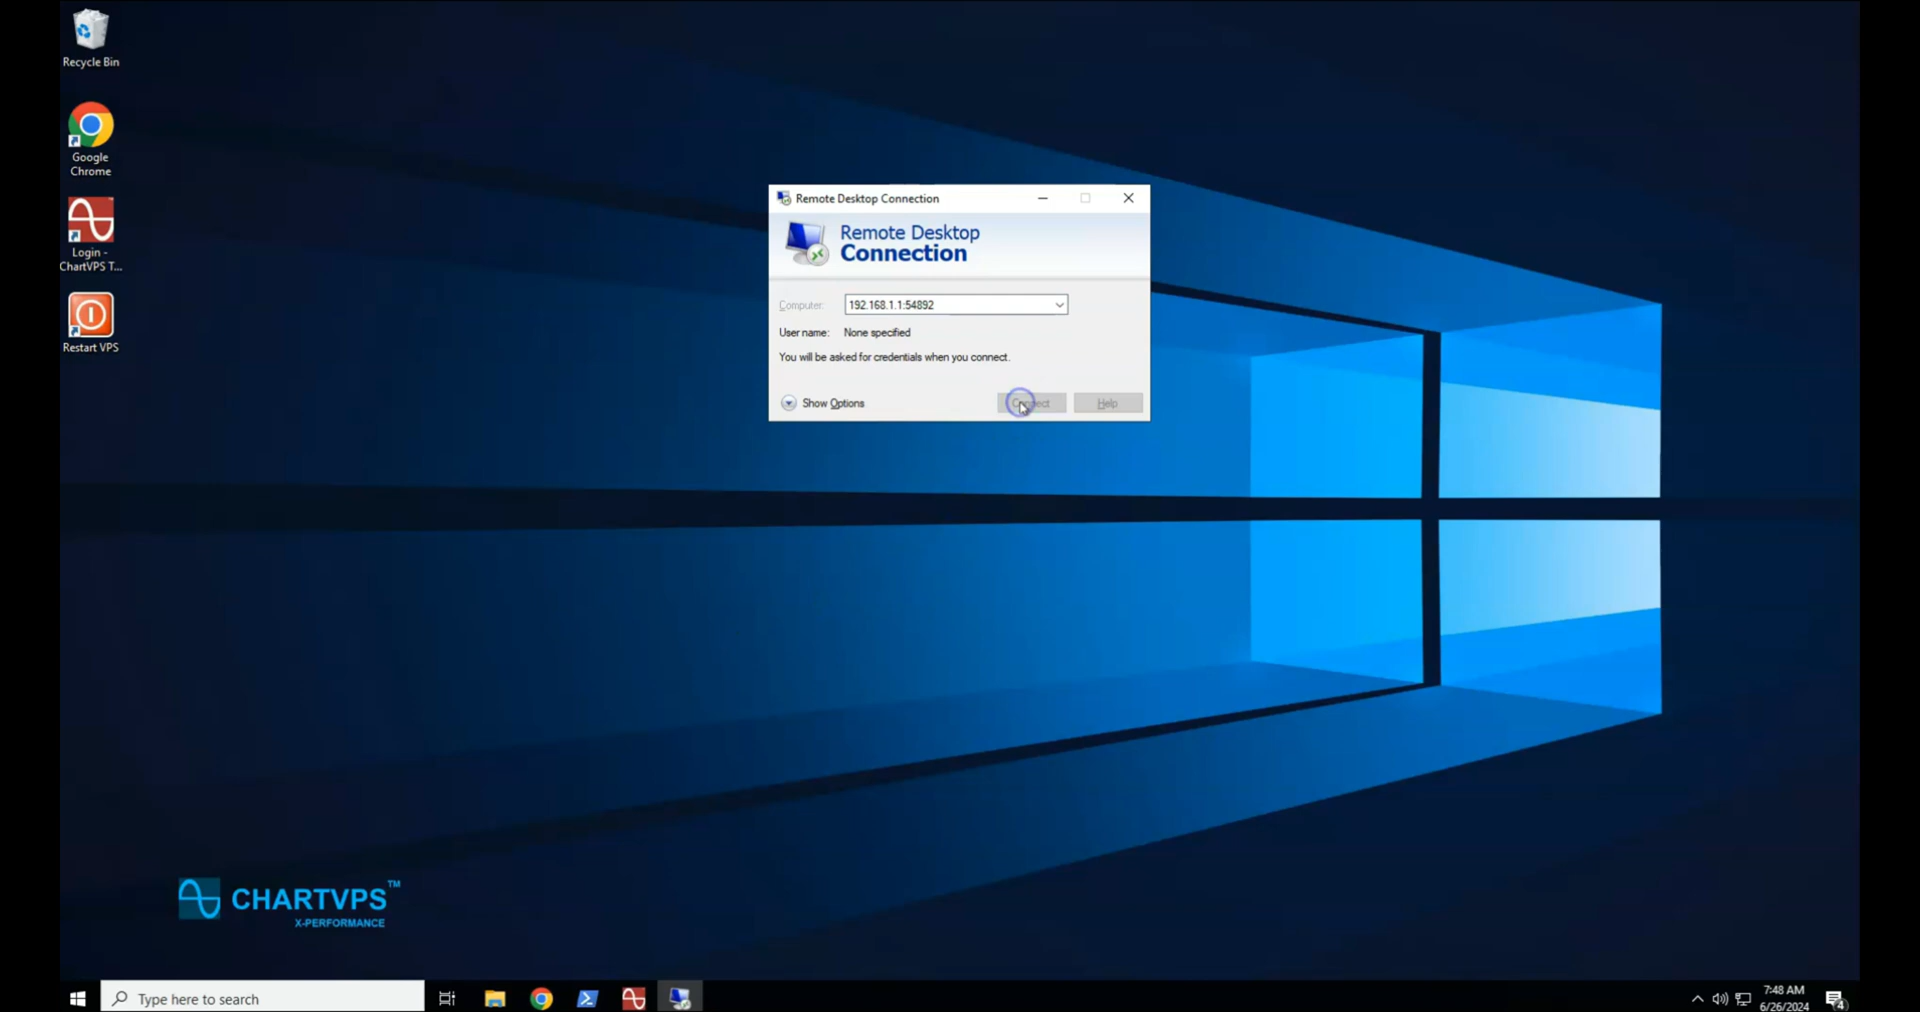 Recycle Bin
Google
Chrome
Login -
ChartVPS T...
Restart VPS
Remote Desktop Connection
Remote Desktop
Connection
Computer: 192.168.1.1:54892
User name: None specified
You will be asked for credentials when you connect.
Show Options
Connect
Help
CHARTVPS™
X-PERFORMANCE
Type here to search
7:48 AM
6/26/2024
4